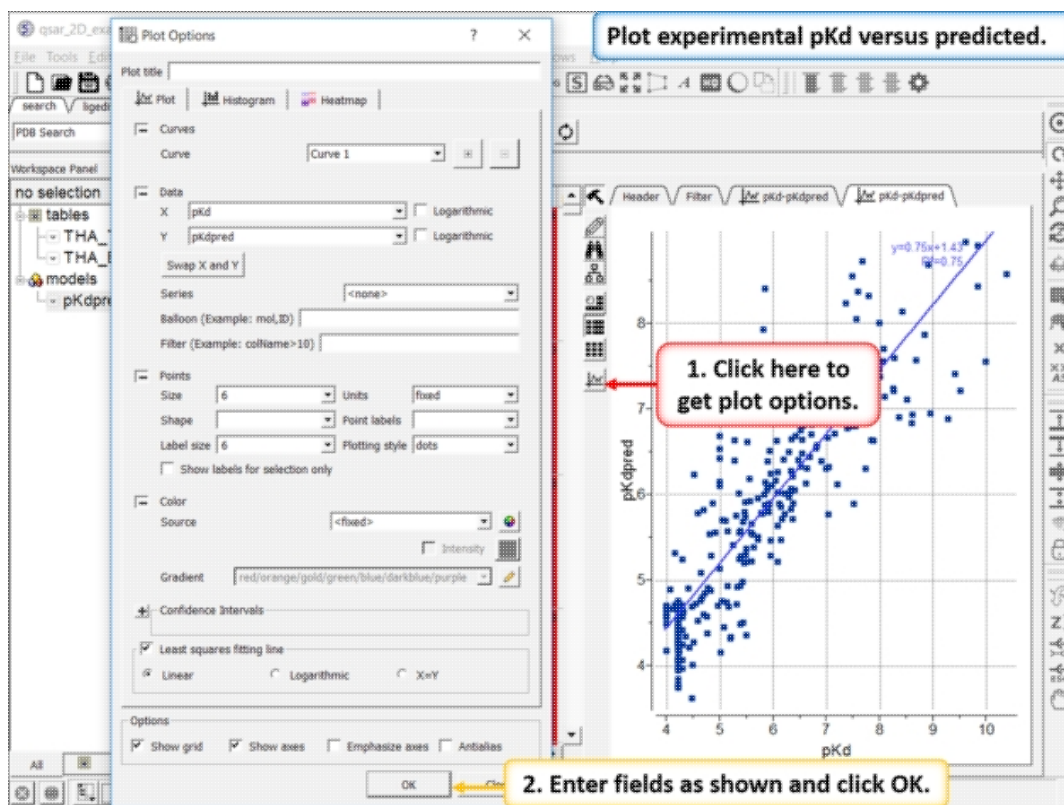 qsar_2D_exa
Plot Options
?
Plot experimental pKd versus predicted.
File Tools Edit
Plot title
search
PDB Search
Plot
Histogram
Heatmap
Curves
Curve
Curve 1
Workspace Panel
no selection
tables
THA_
THA_
models
pKdpre
Data
X
pKd
Logarithmic
Y
pKdpred
Logarithmic
Swap X and Y
Series
<none>
Balloon (Example: mol,ID)
Filter (Example: colName>10)
Header
Filter
pKd-pKdpred
pKd-pKdpred
y=0.75x+1.43
R²=0.75
Points
Size
6
Units
fixed
Shape
Point labels
Label size
6
Plotting style
dots
Show labels for selection only
1. Click here to
get plot options.
Color
Source
<fixed>
Intensity
Gradient
red/orange/gold/green/blue/darkblue/purple
Confidence Intervals
Least squares fitting line
Linear
Logarithmic
X=Y
Options
Show grid
Show axes
Emphasize axes
Antialias
8
7
6
5
4
pKdpred
4
5
6
7
8
9
10
pKd
All
OK
2. Enter fields as shown and click OK.